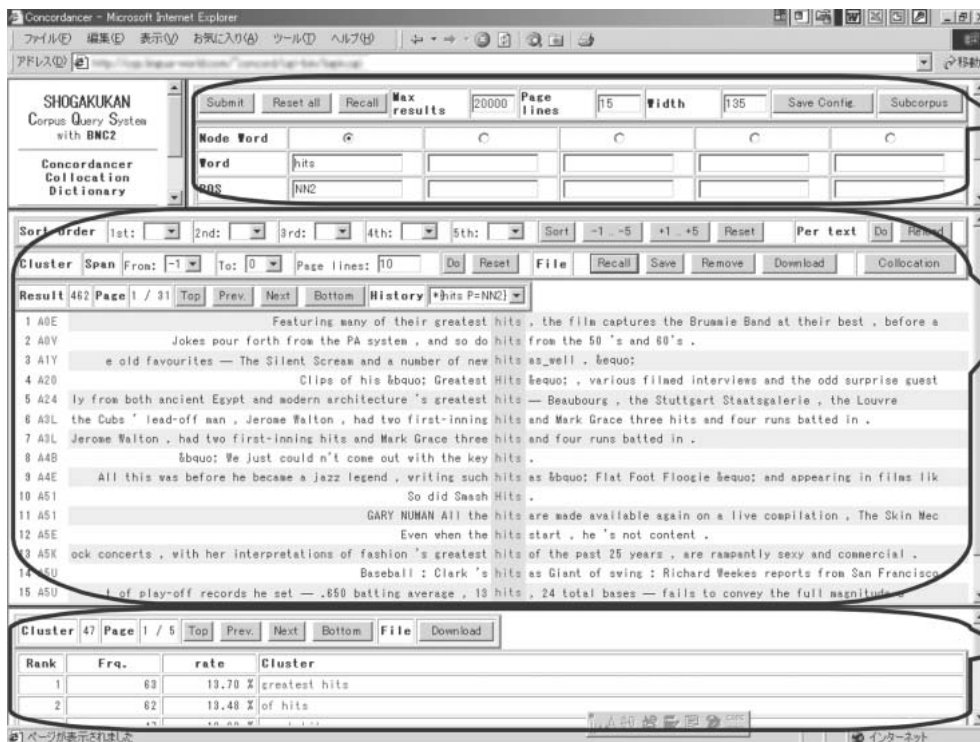 Concordancer - Microsoft Internet Explorer
ファイル(F) 編集(E) 表示(V) お気に入り(A) ツール(T) ヘルプ(H)
アドレス(D) 移動
SHOGAKUKAN
Corpus Query System
with BNC2
Concordancer
Collocation
Dictionary
Submit Reset all Recall Max results 20000 Page lines 15 Width 135 Save Config. Subcorpus
Node Word
Word hits
POS NN2
Sort Order 1st: 2nd: 3rd: 4th: 5th: Sort -1 .. -5 +1 .. +5 Reset Per text Do Reload
Cluster Span From: -1 To: 0 Page lines: 10 Do Reset File Recall Save Remove Download Collocation
Result 462 Page 1 / 31 Top Prev. Next Bottom History *[hits P=NN2]
1 A0E Featuring many of their greatest hits , the film captures the Brummie Band at their best , before a
2 A0V Jokes pour forth from the PA system , and so do hits from the 50 's and 60's .
3 A1Y e old favourites — The Silent Scream and a number of new hits as_well . &equo;
4 A20 Clips of his &bquo; Greatest Hits &equo; , various filmed interviews and the odd surprise guest
5 A24 ly from both ancient Egypt and modern architecture 's greatest hits — Beaubourg , the Stuttgart Staatsgalerie , the Louvre
6 A3L the Cubs ' lead-off man , Jerome Walton , had two first-inning hits and Mark Grace three hits and four runs batted in .
7 A3L Jerome Walton , had two first-inning hits and Mark Grace three hits and four runs batted in .
8 A4B &bquo; We just could n't come out with the key hits .
9 A4E All this was before he became a jazz legend , writing such hits as &bquo; Flat Foot Floogie &equo; and appearing in films lik
10 A51 So did Smash Hits .
11 A51 GARY NUMAN All the hits are made available again on a live compilation , The Skin Mec
12 A5E Even when the hits start , he 's not content .
13 A5K ock concerts , with her interpretations of fashion 's greatest hits of the past 25 years , are rampantly sexy and commercial .
14 A5U Baseball : Clark 's hits as Giant of swing : Richard Weekes reports from San Francisco
15 A5U t of play-off records he set — .650 batting average , 13 hits , 24 total bases — fails to convey the full magnitude
Cluster 47 Page 1 / 5 Top Prev. Next Bottom File Download
Rank Frq. rate Cluster
1 63 13.70 % greatest hits
2 62 13.48 % of hits
ページが表示されました インターネット